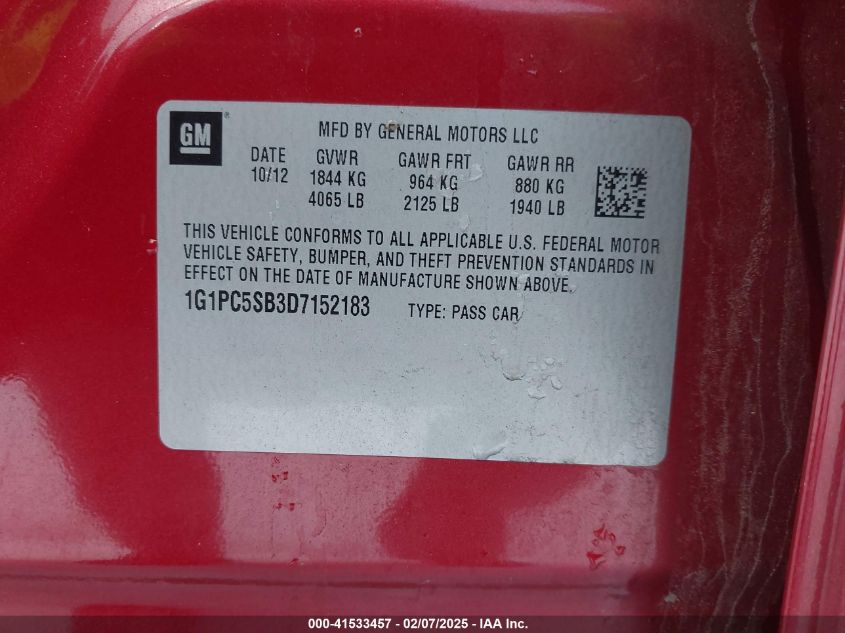 GM
MFD BY GENERAL MOTORS LLC
DATE GVWR GAWR FRT GAWR RR
10/12 1844 KG 964 KG 880 KG
4065 LB 2125 LB 1940 LB
THIS VEHICLE CONFORMS TO ALL APPLICABLE U.S. FEDERAL MOTOR
VEHICLE SAFETY, BUMPER, AND THEFT PREVENTION STANDARDS IN
EFFECT ON THE DATE OF MANUFACTURE SHOWN ABOVE.
1G1PC5SB3D7152183 TYPE: PASS CAR
000-41533457 - 02/07/2025 - IAA Inc.